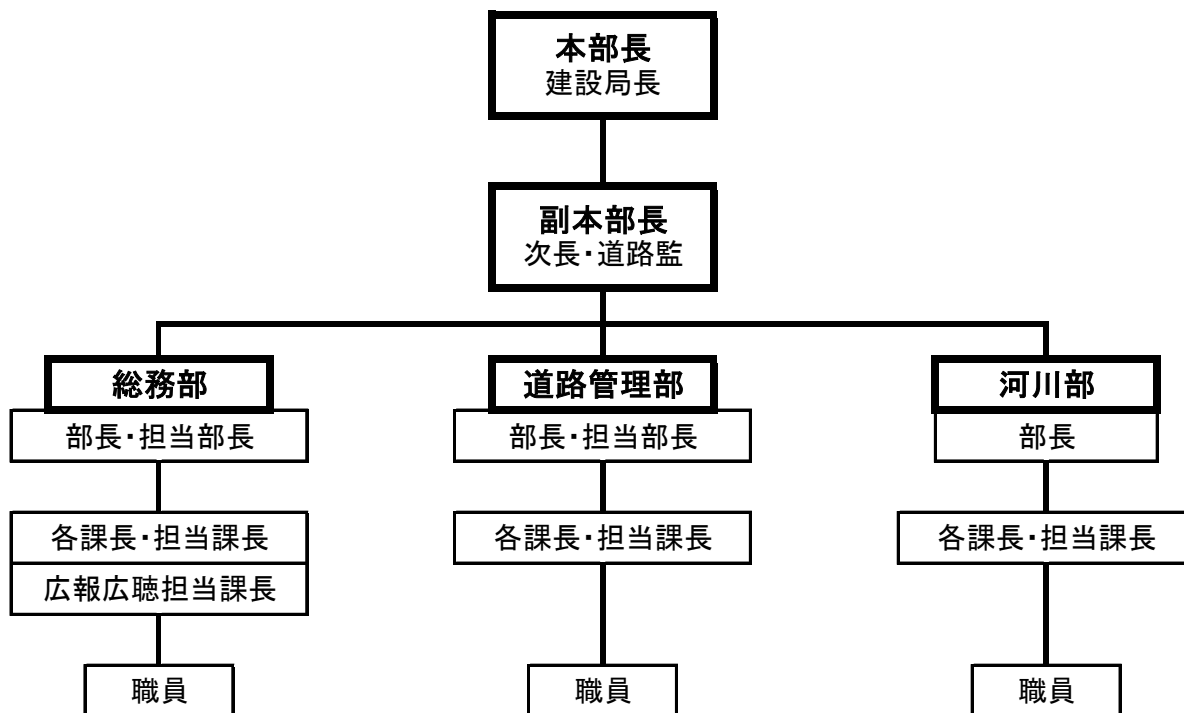 本部長
建設局長
副本部長
次長・道路監
総務部
部長・担当部長
各課長・担当課長
広報広聴担当課長
職員
道路管理部
部長・担当部長
各課長・担当課長
職員
河川部
部長
各課長・担当課長
職員